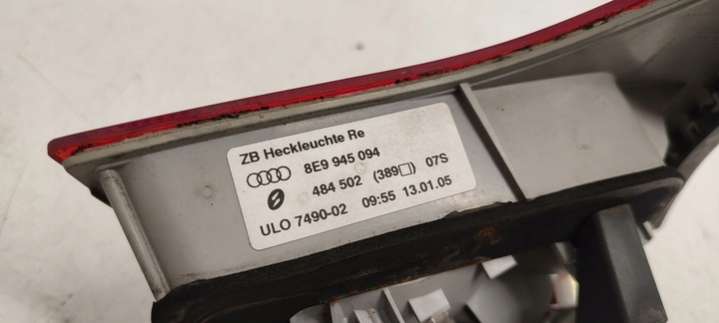 ZB Heckleuchte Re
8E9 945 094
484 502 (389□) 07S
ULO 7490-02 09:55 13.01.05